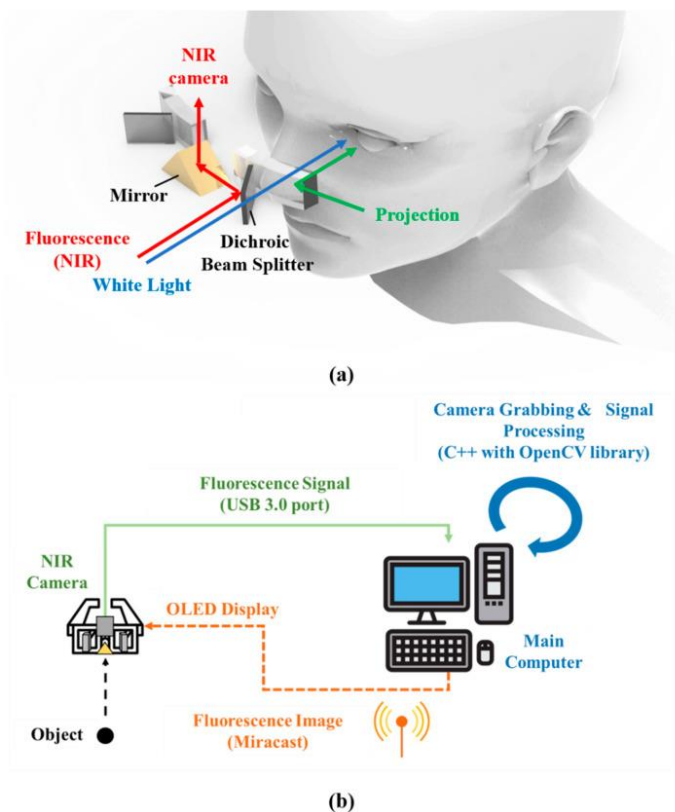 NIR
camera
Mirror
Fluorescence
(NIR)
White Light
Dichroic
Beam Splitter
Projection
(a)
Camera Grabbing & Signal
Processing
(C++ with OpenCV library)
Fluorescence Signal
(USB 3.0 port)
NIR
Camera
OLED Display
Main
Computer
Fluorescence Image
(Miracast)
Object
(b)